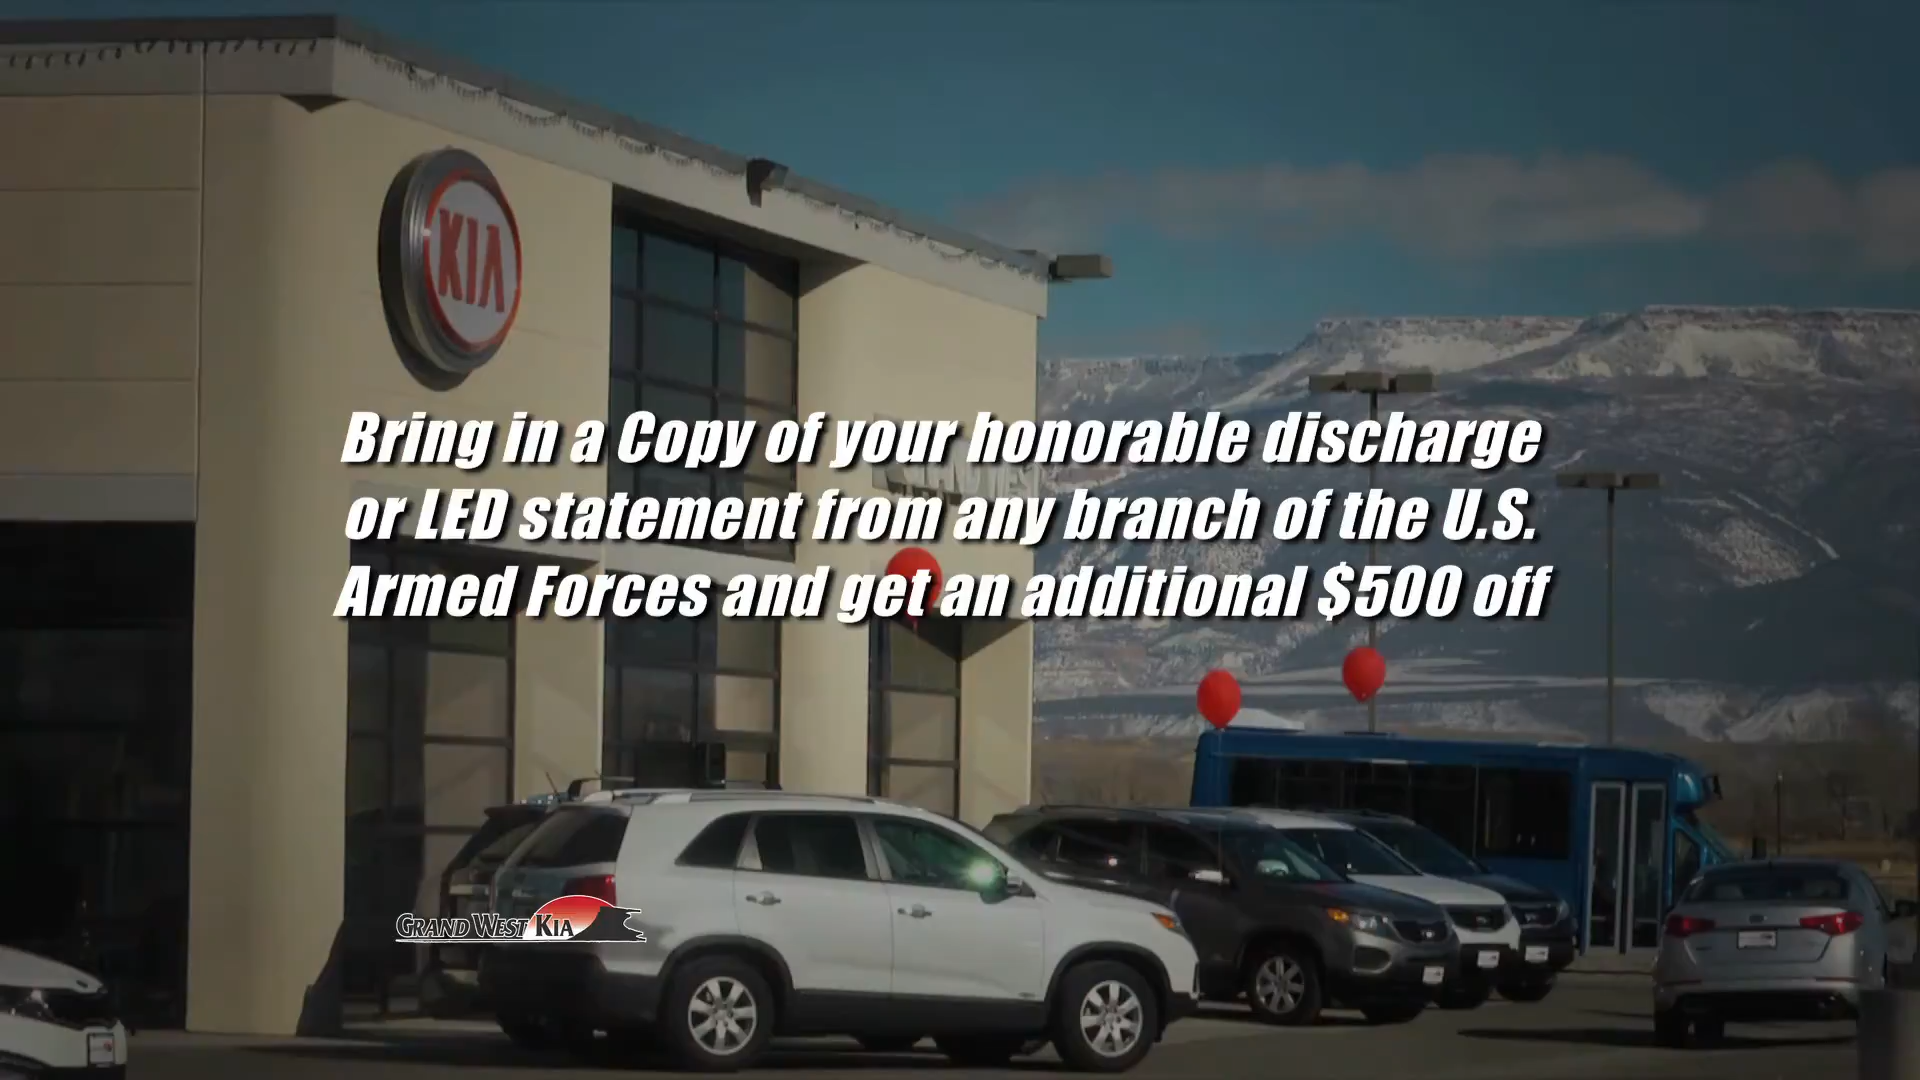 KIA
Bring in a Copy of your honorable discharge
or LED statement from any branch of the U.S.
Armed Forces and get an additional $500 off
GRAND WEST KIA